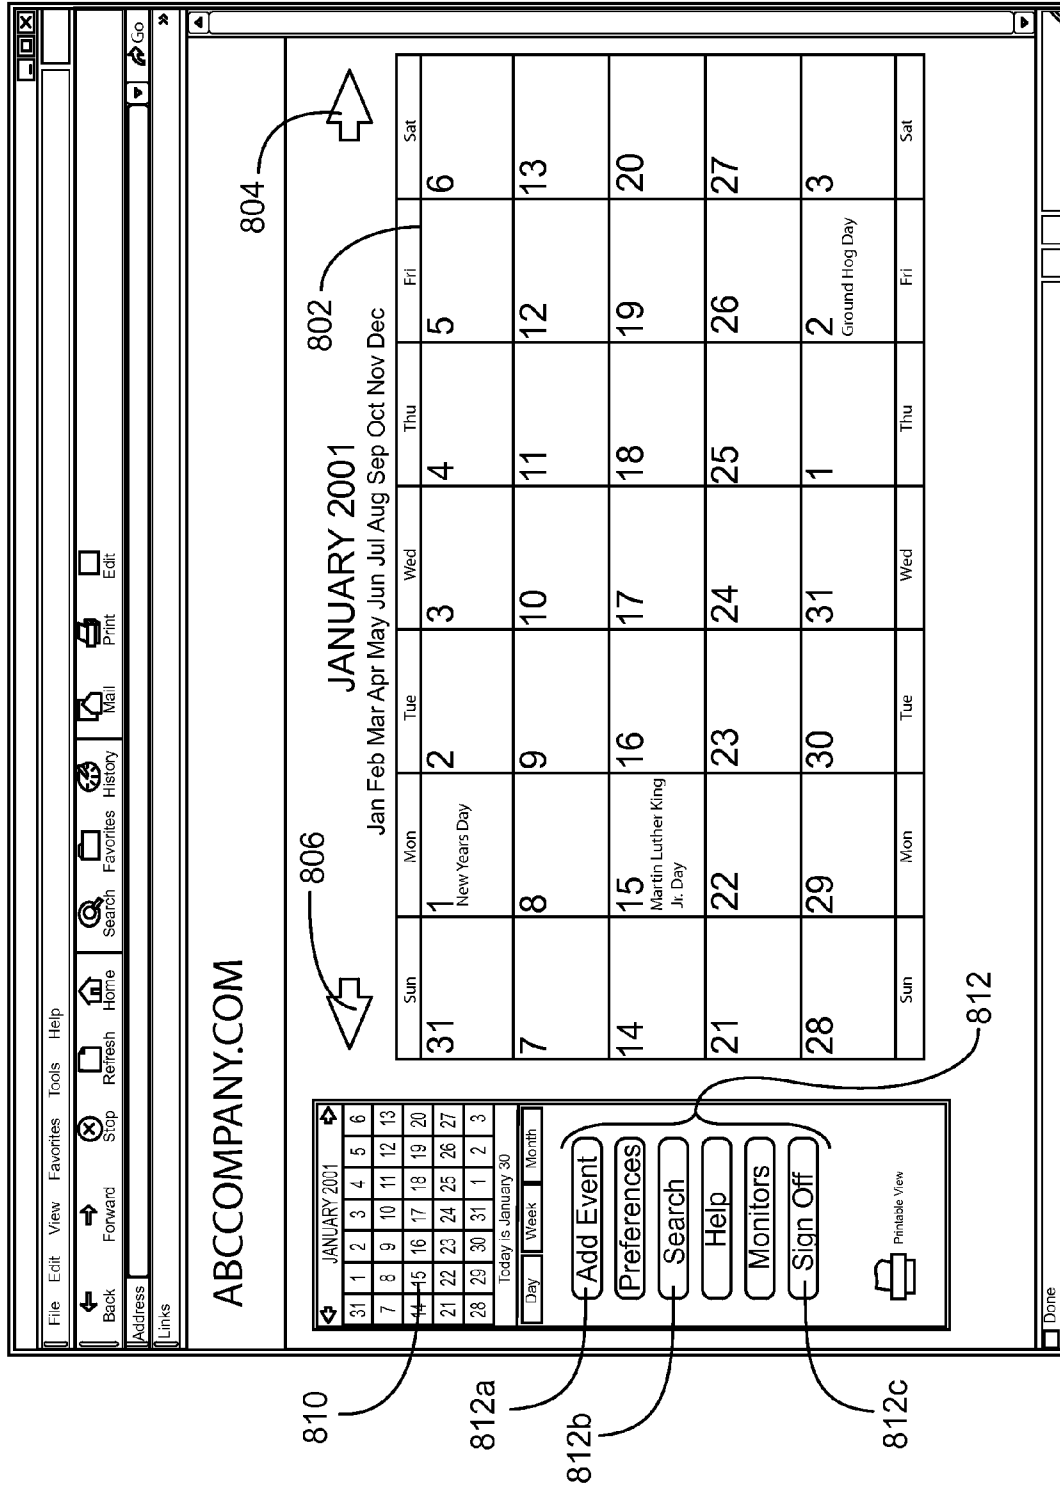 File Edit View Favorites Tools Help
Back Forward Stop Refresh Home Search Favorites History Mail Print Edit
Address Go
Links »
ABCCOMPANY.COM
810
JANUARY 2001
31 1 2 3 4 5 6
7 8 9 10 11 12 13
14 15 16 17 18 19 20
21 22 23 24 25 26 27
28 29 30 31 1 2 3
Today is January 30
Day Week Month
812a
Add Event
Preferences
812b
Search
Help
Monitors
812c
Sign Off
812
Printable View
806
802
804
JANUARY 2001
Jan Feb Mar Apr May Jun Jul Aug Sep Oct Nov Dec
Sun Mon Tue Wed Thu Fri Sat
31 1 2 3 4 5 6
New Years Day
7 8 9 10 11 12 13
14 15 16 17 18 19 20
Martin Luther King
Jr. Day
21 22 23 24 25 26 27
28 29 30 31 1 2 3
Ground Hog Day
Sun Mon Tue Wed Thu Fri Sat
Done